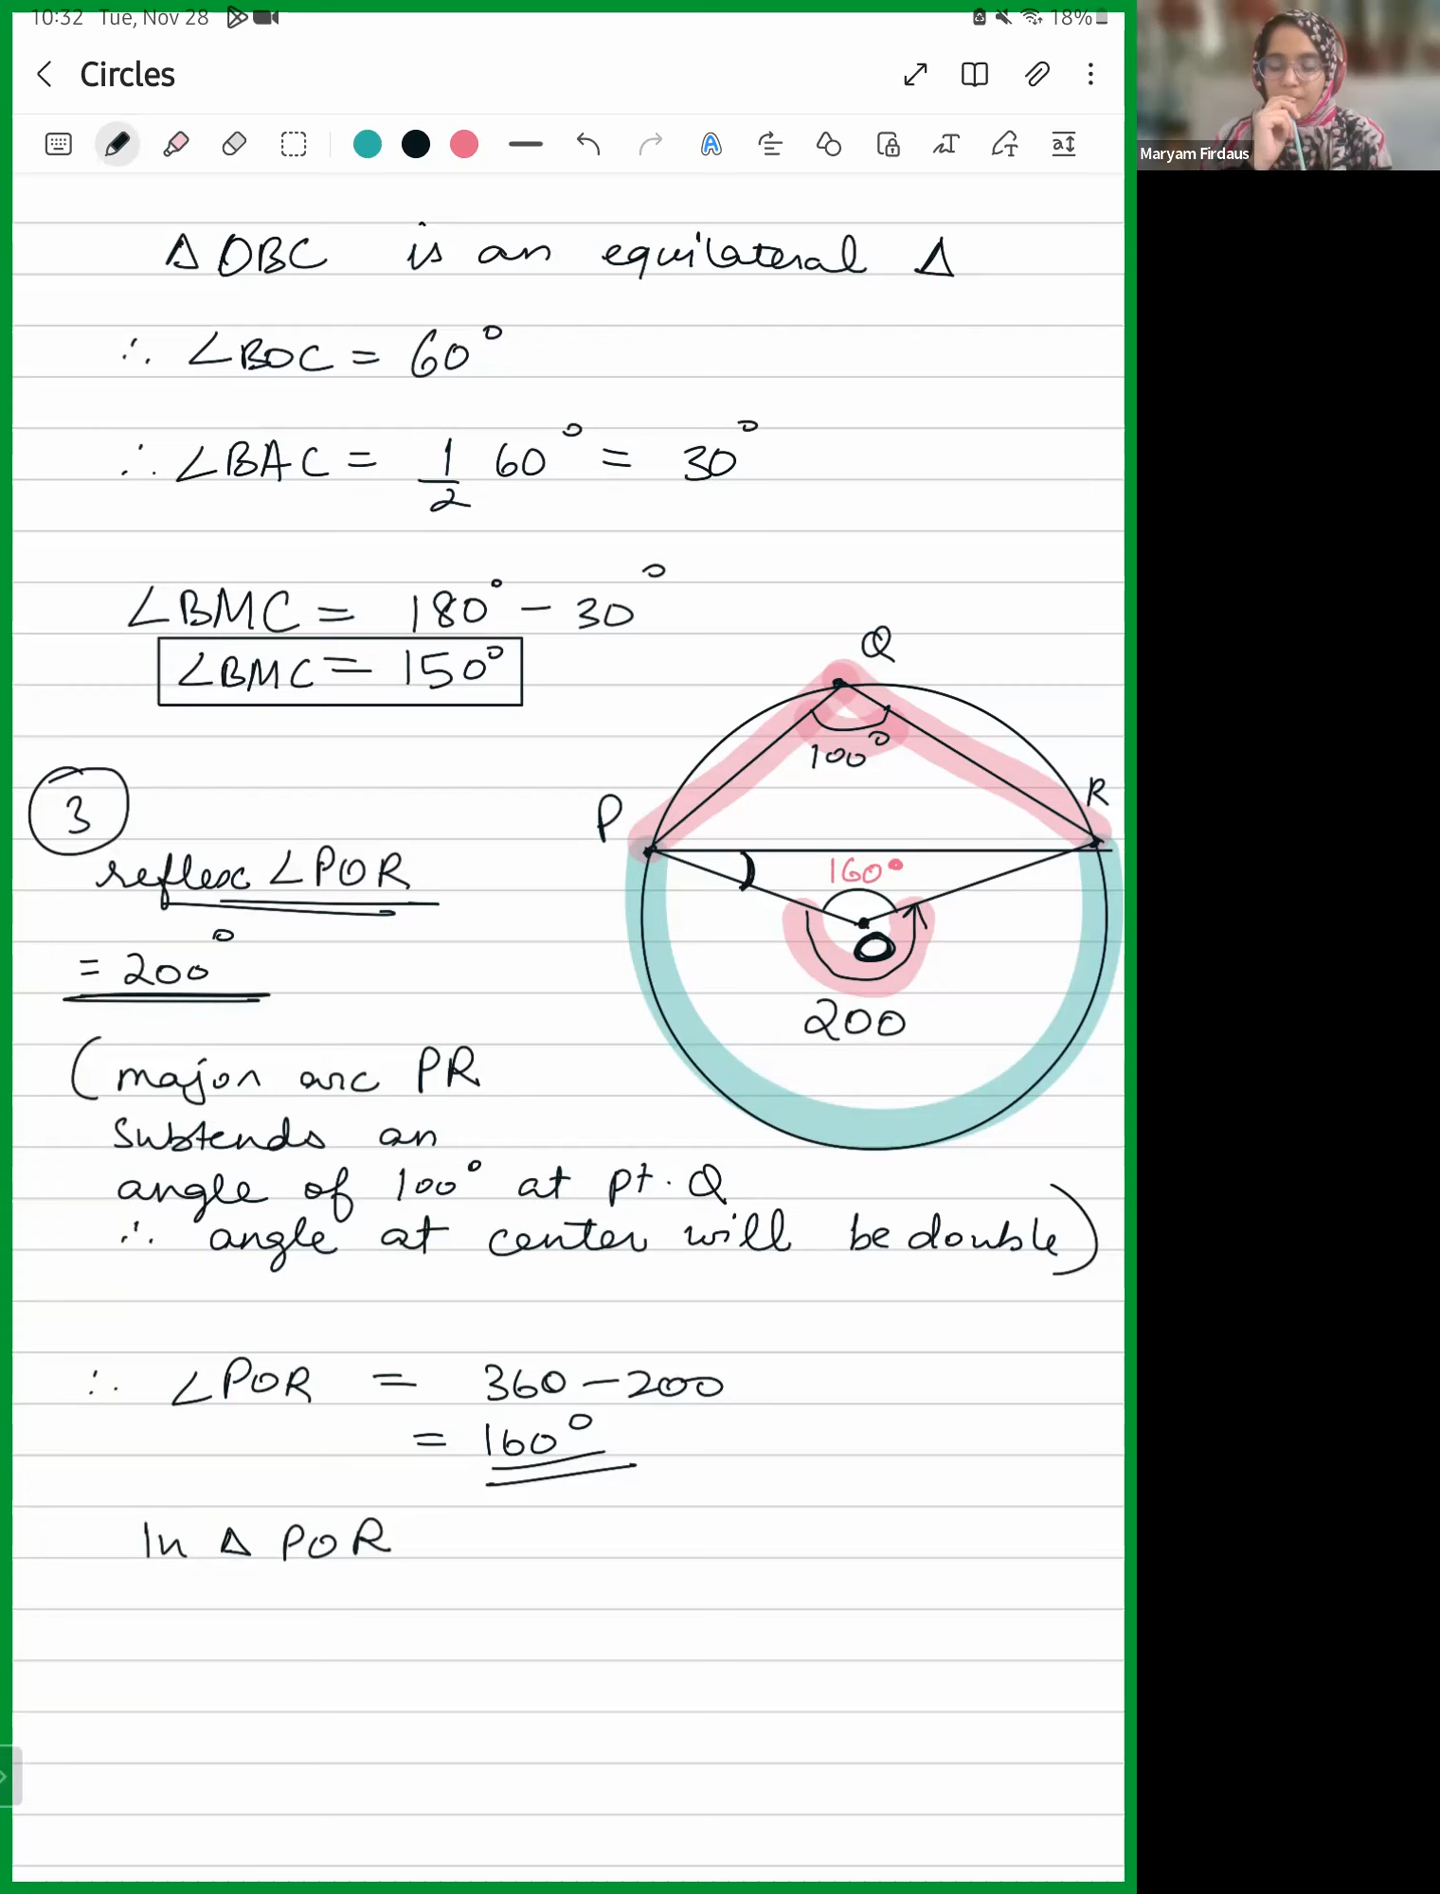 10:32 Tue, Nov 28
18%
Circles
Maryam Firdaus
Δ OBC is an equilateral Δ
∴ ∠BOC = 60°
∴ ∠BAC = 1/2 60° = 30°
∠BMC = 180° - 30°
∠BMC = 150°
Q
100°
P
R
160°
O
200
3
reflex ∠POR
= 200°
(major arc PR
Subtends an
angle of 100° at pt. Q
∴ angle at center will be double)
∴ ∠POR = 360 - 200
= 160°
In Δ POR